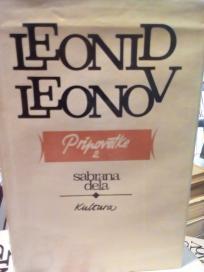 LEONID
LEONOV
Pripovetke
2
sabrana
dela
Kultura